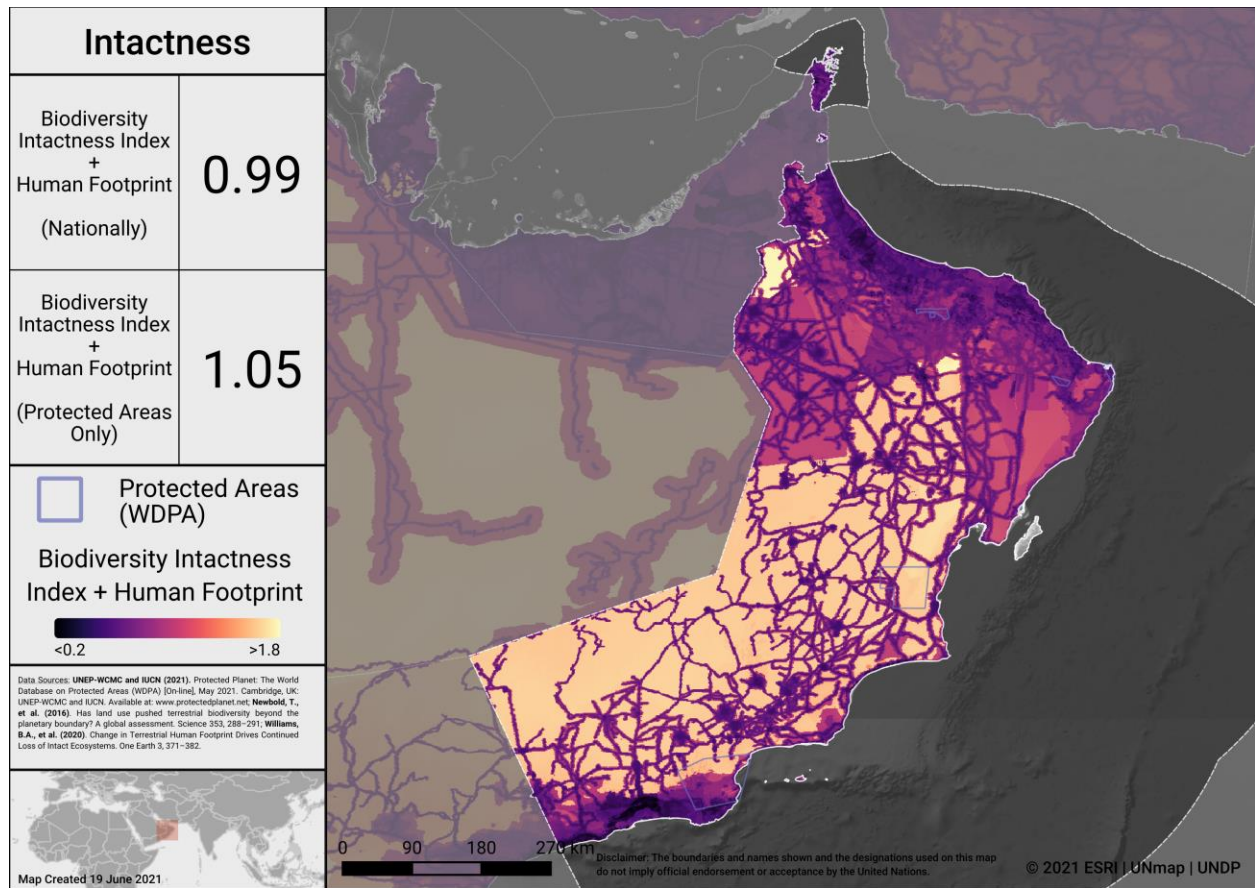 Intactness
Biodiversity
Intactness Index
+
Human Footprint
(Nationally)
0.99
Biodiversity
Intactness Index
+
Human Footprint
(Protected Areas
Only)
1.05
Protected Areas
(WDPA)
Biodiversity Intactness
Index + Human Footprint
<0.2
>1.8
Data Sources: UNEP-WCMC and IUCN (2021). Protected Planet: The World
Database on Protected Areas (WDPA) [On-line], May 2021. Cambridge, UK:
UNEP-WCMC and IUCN. Available at: www.protectedplanet.net; Newbold, T.,
et al. (2016). Has land use pushed terrestrial biodiversity beyond the
planetary boundary? A global assessment. Science 353, 288–291; Williams,
B.A., et al. (2020). Change in Terrestrial Human Footprint Drives Continued
Loss of Intact Ecosystems. One Earth 3, 371–382.
Map Created 19 June 2021
0 90 180 270 km
Disclaimer: The boundaries and names shown and the designations used on this map
do not imply official endorsement or acceptance by the United Nations.
© 2021 ESRI | UNmap | UNDP